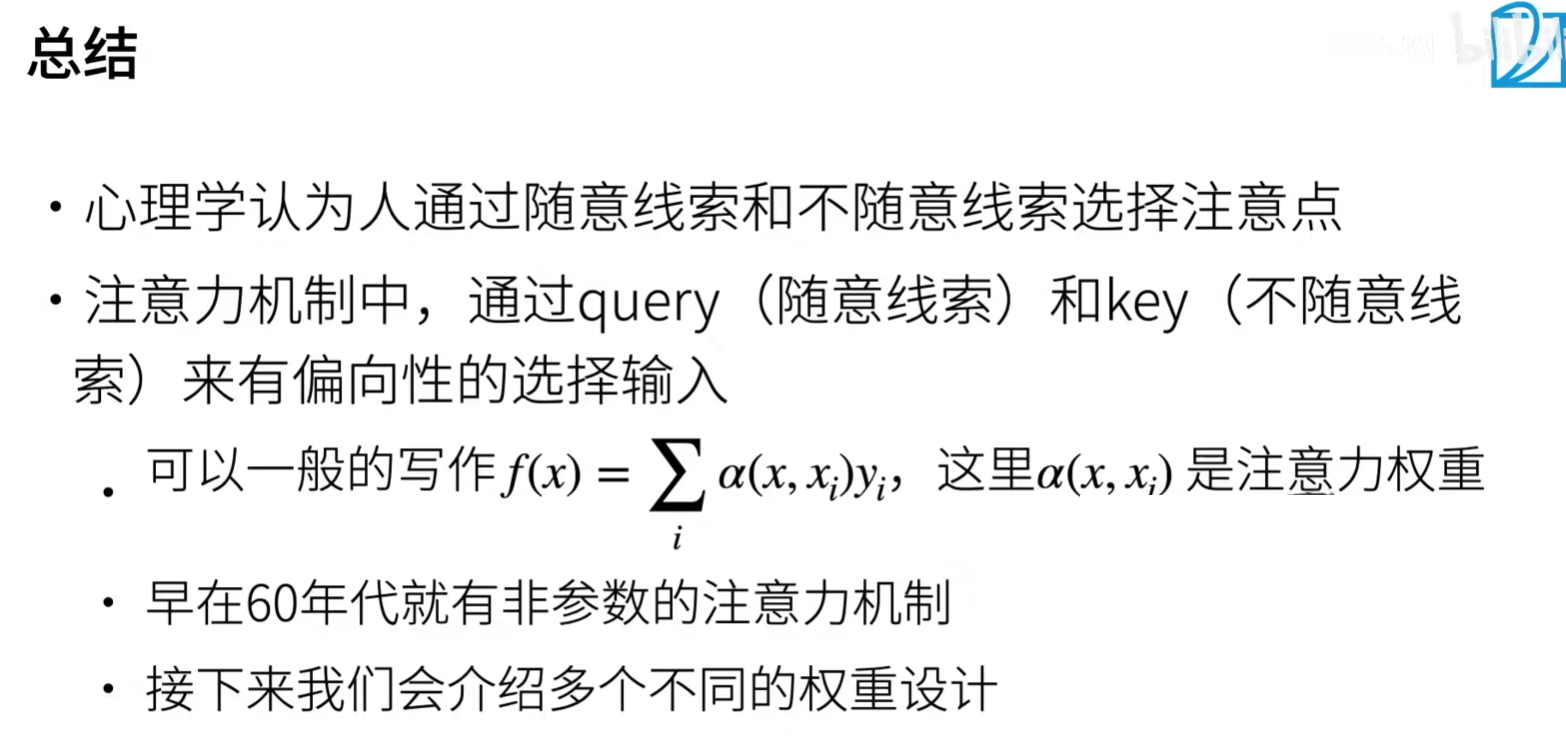 总结
• 心理学认为人通过随意线索和不随意线索选择注意点
• 注意力机制中，通过query（随意线索）和key（不随意线
索）来有偏向性的选择输入
• 可以一般的写作 f(x) = ∑_i α(x, x_i)y_i，这里α(x, x_i) 是注意力权重
• 早在60年代就有非参数的注意力机制
• 接下来我们会介绍多个不同的权重设计